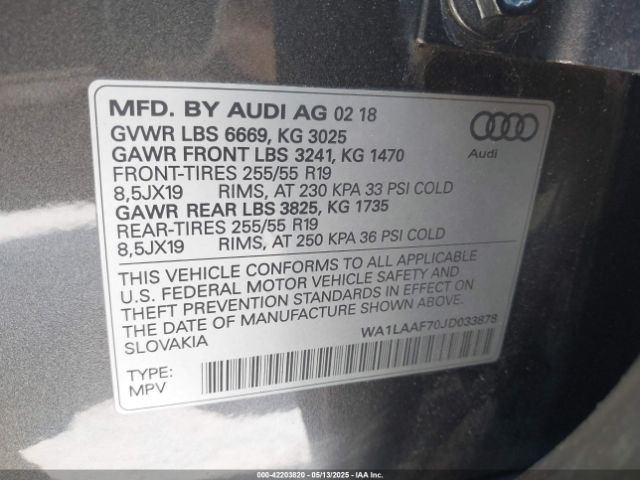 MFD. BY AUDI AG 02 18
GVWR LBS 6669, KG 3025
GAWR FRONT LBS 3241, KG 1470
FRONT-TIRES 255/55 R19
8,5JX19 RIMS, AT 230 KPA 33 PSI COLD
GAWR REAR LBS 3825, KG 1735
REAR-TIRES 255/55 R19
8,5JX19 RIMS, AT 250 KPA 36 PSI COLD
Audi
THIS VEHICLE CONFORMS TO ALL APPLICABLE
U.S. FEDERAL MOTOR VEHICLE SAFETY AND
THEFT PREVENTION STANDARDS IN EFFECT ON
THE DATE OF MANUFACTURE SHOWN ABOVE.
SLOVAKIA
WA1LAAF70JD033878
TYPE:
MPV
00-42203820 - 05/13/2025 - IAAI. INC.